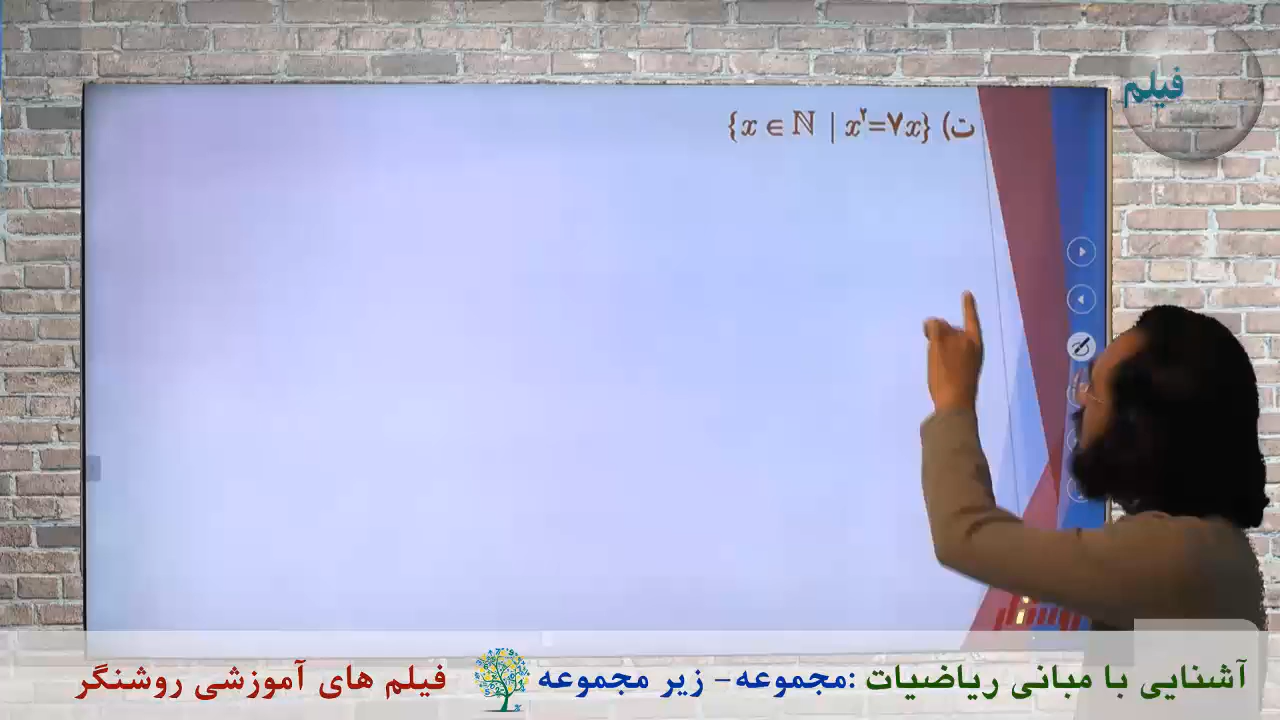 فیلم
ت) {x ∈ ℕ | x²=۷x}
آشنایی با مبانی ریاضیات :مجموعه- زیر مجموعه
فیلم های آموزشی روشنگر